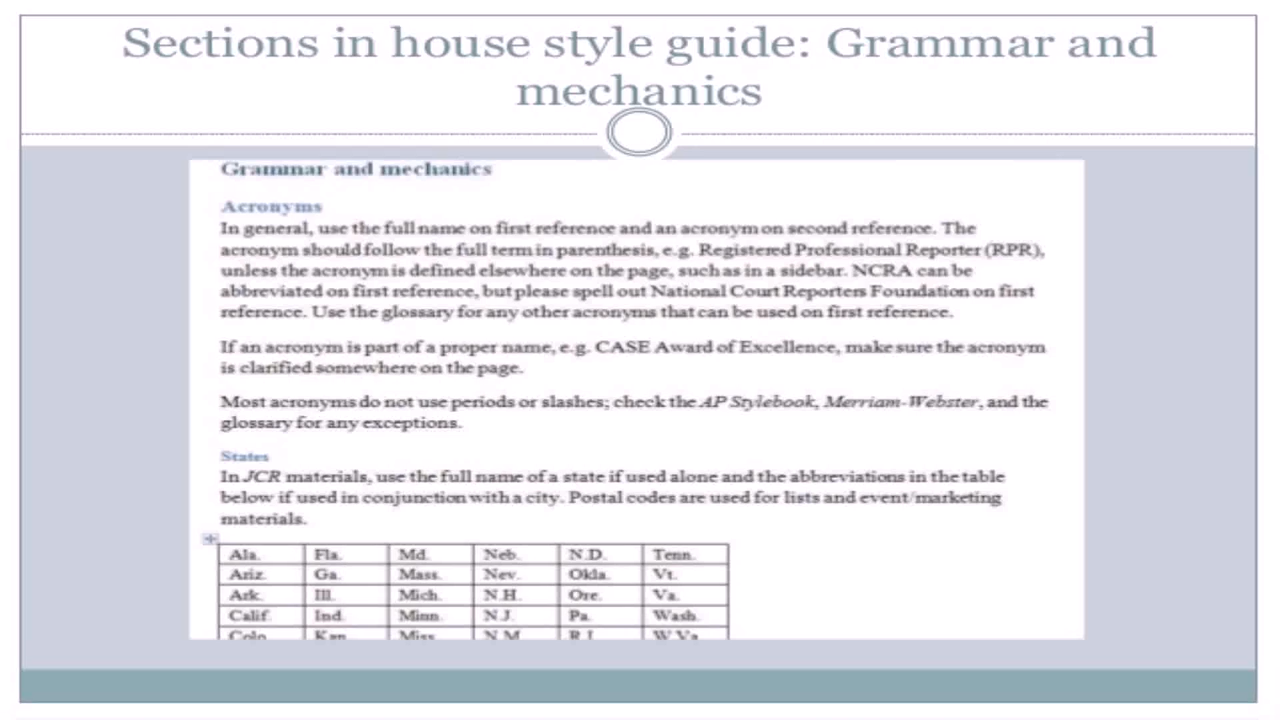 Sections in house style guide: Grammar and
mechanics
Grammar and mechanics
Acronyms
In general, use the full name on first reference and an acronym on second reference. The
acronym should follow the full term in parenthesis, e.g. Registered Professional Reporter (RPR),
unless the acronym is defined elsewhere on the page, such as in a sidebar. NCRA can be
abbreviated on first reference, but please spell out National Court Reporters Foundation on first
reference. Use the glossary for any other acronyms that can be used on first reference.
If an acronym is part of a proper name, e.g. CASE Award of Excellence, make sure the acronym
is clarified somewhere on the page.
Most acronyms do not use periods or slashes; check the AP Stylebook, Merriam-Webster, and the
glossary for any exceptions.
States
In JCR materials, use the full name of a state if used alone and the abbreviations in the table
below if used in conjunction with a city. Postal codes are used for lists and event/marketing
materials.
Ala. Fla. Md. Neb. N.D. Tenn.
Ariz. Ga. Mass. Nev. Okla. Vt.
Ark. Ill. Mich. N.H. Ore. Va.
Calif. Ind. Minn. N.J. Pa. Wash.
Colo. Kan. Miss. N.M. R.I. W.Va.